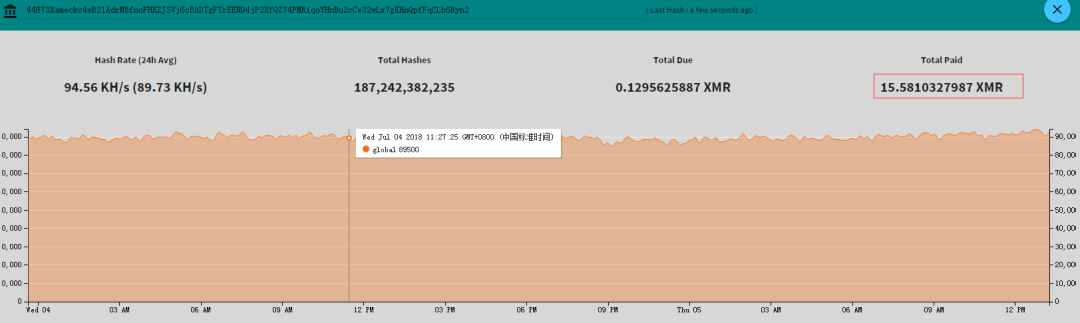 ( Last Hash : a few seconds ago )
Hash Rate (24h Avg)
Total Hashes
Total Due
Total Paid
94.56 KH/s (89.73 KH/s)
187,242,382,235
0.1295625887 XMR
15.5810327987 XMR
Wed Jul 04 2018 11:27:25 GMT+0800 (中国标准时间)
global 89500
0,000 90,000
0,000 80,000
0,000 70,000
0,000 60,000
0,000 50,000
0,000 40,000
0,000 30,000
0,000 20,000
0,000 10,000
0 0
Wed 04 03 AM 06 AM 09 AM 12 PM 03 PM 06 PM 09 PM Thu 05 03 AM 06 AM 09 AM 12 PM